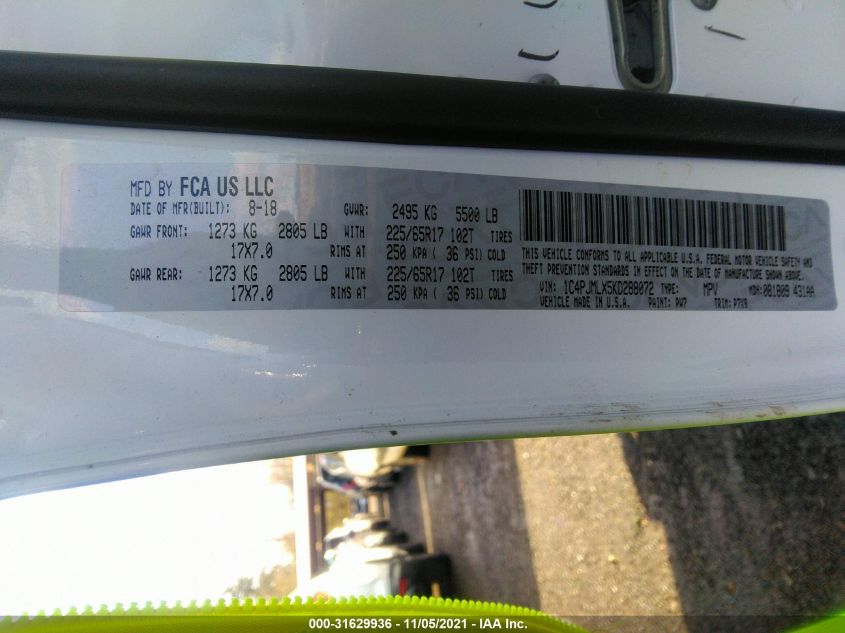 MFD BY FCA US LLC
DATE OF MFR(BUILT): 8-18 GVWR: 2495 KG 5500 LB
GAWR FRONT: 1273 KG 2805 LB WITH 225/65R17 102T TIRES
17X7.0 RIMS AT 250 KPA ( 36 PSI) COLD
GAWR REAR: 1273 KG 2805 LB WITH 225/65R17 102T TIRES
17X7.0 RIMS AT 250 KPA ( 36 PSI) COLD
THIS VEHICLE CONFORMS TO ALL APPLICABLE U.S.A. FEDERAL MOTOR VEHICLE SAFETY AND
THEFT PREVENTION STANDARDS IN EFFECT ON THE DATE OF MANUFACTURE SHOWN ABOVE.
VIN: 1C4PJMLX5KD288072 TYPE: MPV MDH: 081809 431AA
VEHICLE MADE IN U.S.A. PAINT: PW7 TRIM: P7X9
000-31629936 - 11/05/2021 - IAA Inc.